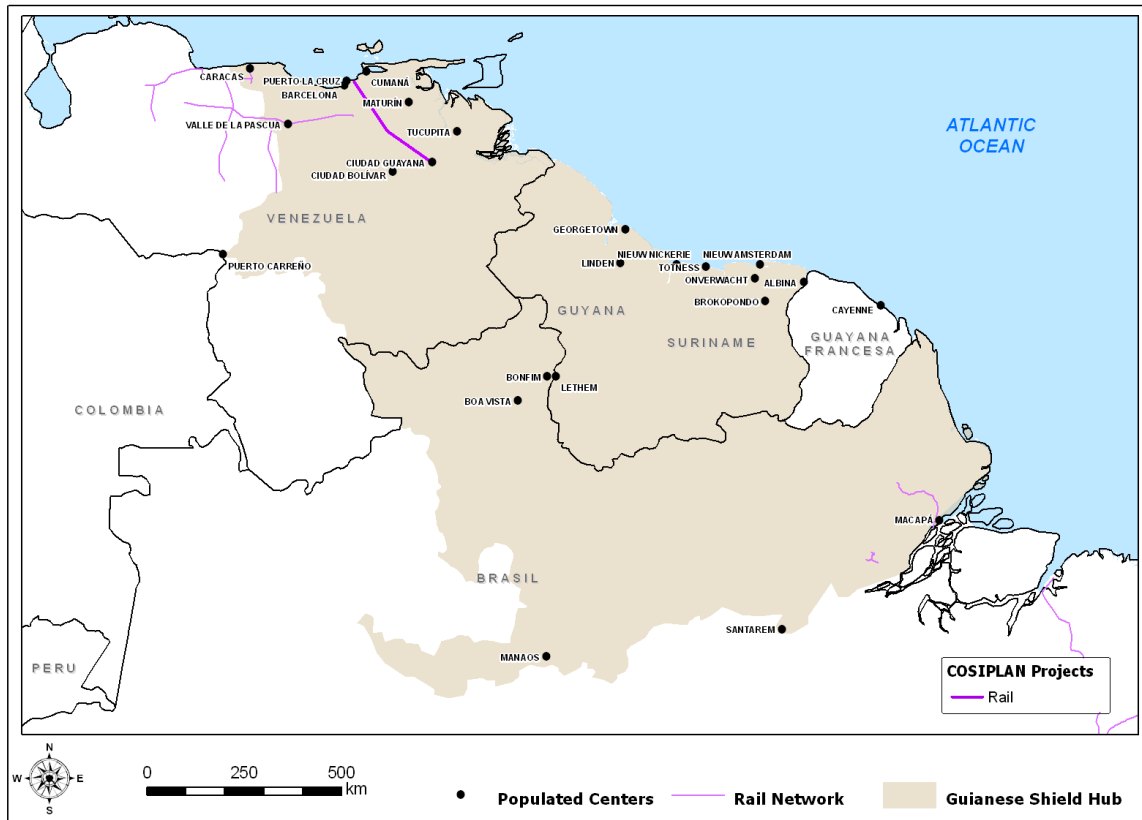 CARACAS
PUERTO LA CRUZ
CUMANÁ
BARCELONA
MATURÍN
VALLE DE LA PASCUA
TUCUPITA
ATLANTIC
OCEAN
CIUDAD GUAYANA
CIUDAD BOLÍVAR
VENEZUELA
GEORGETOWN
PUERTO CARREÑO
LINDEN
NIEUW NICKERIE
TOTNESS
NIEUW AMSTERDAM
ONVERWACHT
ALBINA
BROKOPONDO
CAYENNE
GUYANA
SURINAME
GUAYANA
FRANCESA
BONFIM
LETHEM
BOA VISTA
COLOMBIA
MACAPÁ
BRASIL
SANTAREM
MANAOS
PERU
COSIPLAN Projects
Rail
N
W
E
S
0 250 500
km
Populated Centers
Rail Network
Guianese Shield Hub